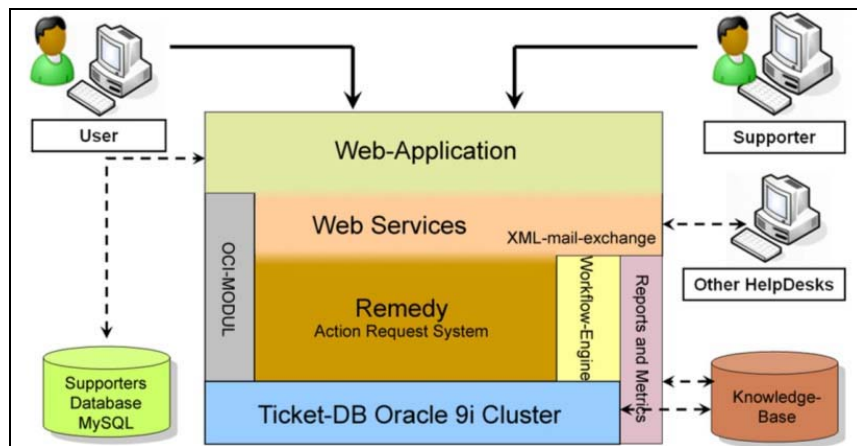 User
Supporter
Web-Application
Web Services
XML-mail-exchange
OCI-MODUL
Remedy
Action Request System
Workflow-Engine
Reports and Metrics
Other HelpDesks
Supporters
Database
MySQL
Ticket-DB Oracle 9i Cluster
Knowledge-
Base